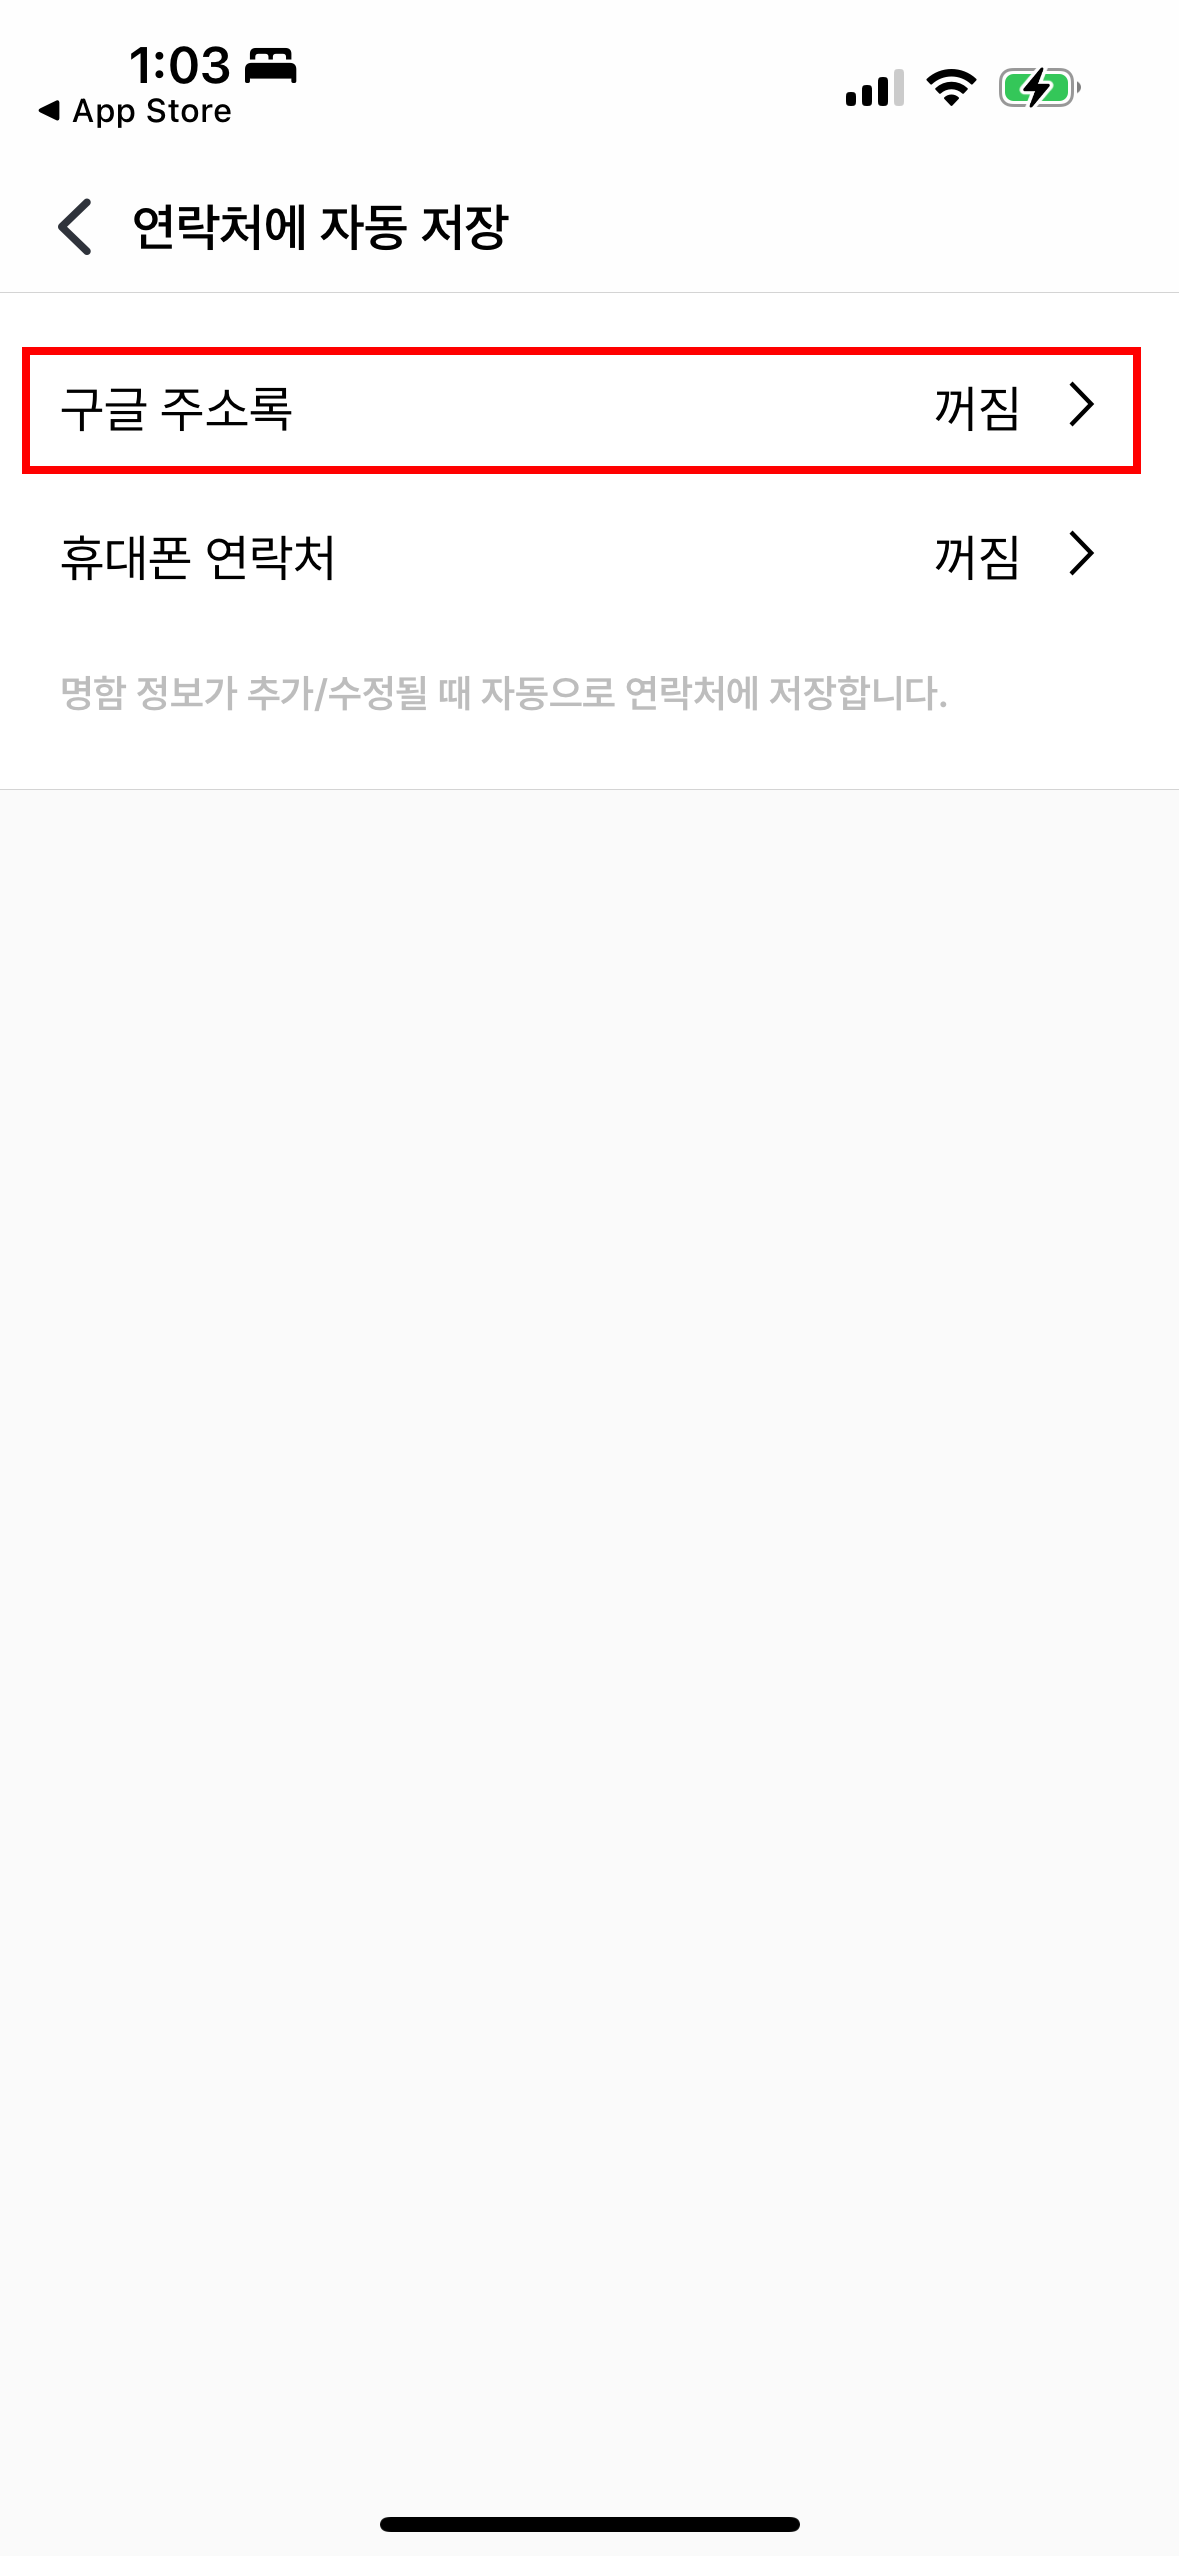 1:03
◀ App Store
연락처에 자동 저장
구글 주소록 꺼짐
휴대폰 연락처 꺼짐
명함 정보가 추가/수정될 때 자동으로 연락처에 저장합니다.